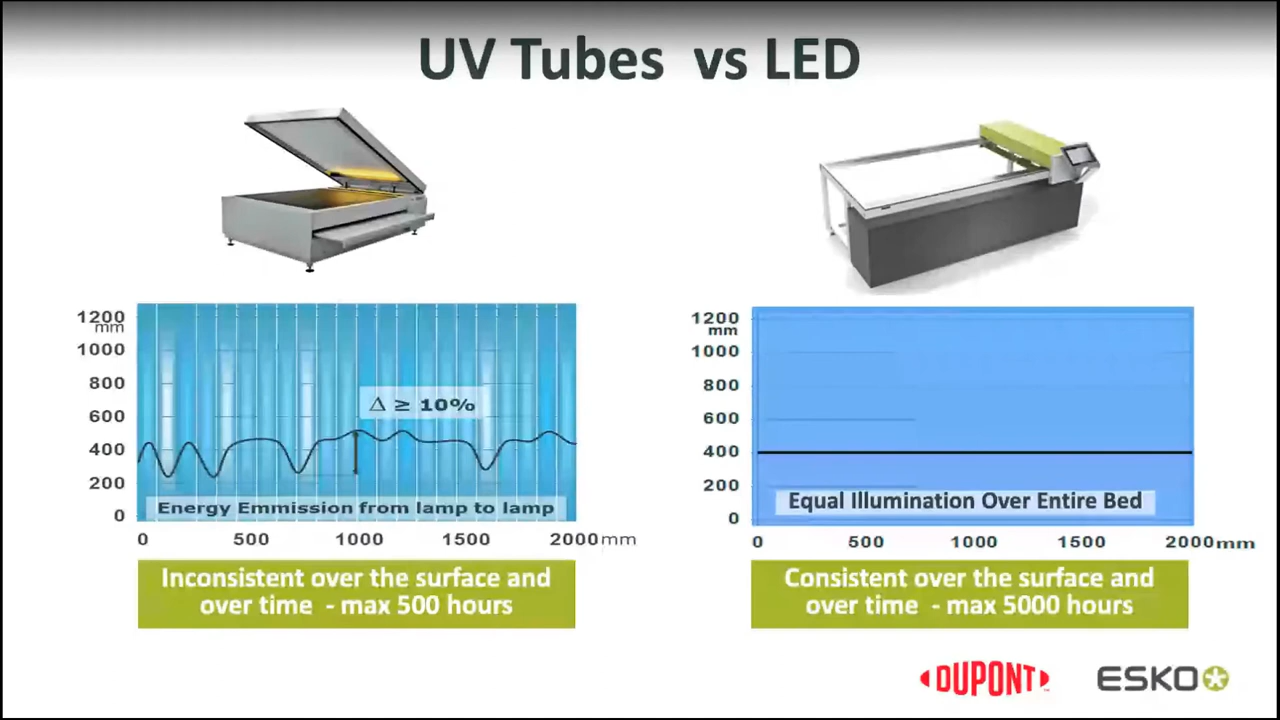 UV Tubes vs LED
1200
mm
1000
800
600
400
200
0
Δ ≥ 10%
Energy Emmission from lamp to lamp
0 500 1000 1500 2000mm
Inconsistent over the surface and
over time - max 500 hours
1200
mm
1000
800
600
400
200
0
Equal Illumination Over Entire Bed
0 500 1000 1500 2000mm
Consistent over the surface and
over time - max 5000 hours
DUPONT™
ESKO